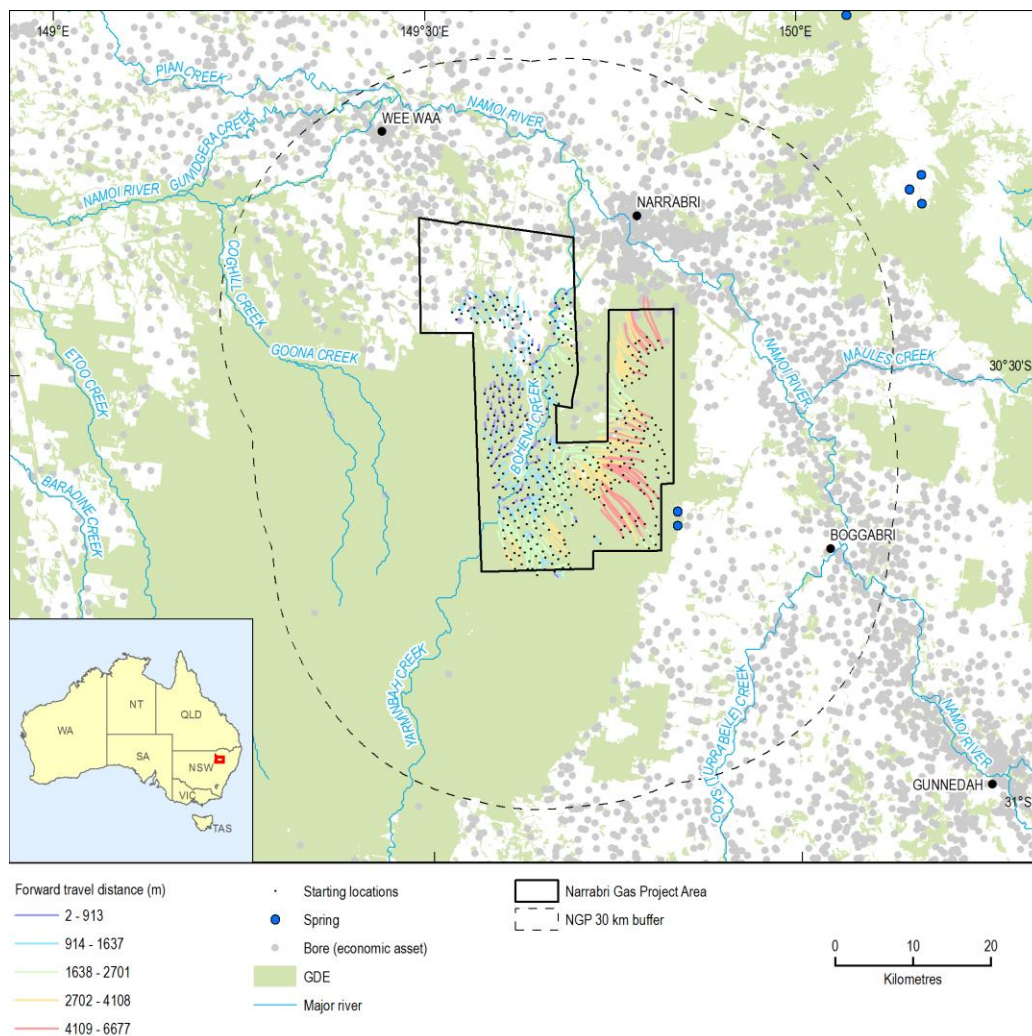 149°E
149°30'E
150°E
PIAN CREEK
WEE WAA
NAMOI RIVER
GUNIDGERA CREEK
NAMOI RIVER
NARRABRI
COGHILL CREEK
GOONA CREEK
ETOO CREEK
BOHENA CREEK
NAMOI RIVER
MAULES CREEK
30°30'S
BARADINE CREEK
BOGGABRI
YARMINBAH CREEK
COXS (TURRABEILE) CREEK
NAMOI RIVER
GUNNEDAH
31°S
WA
NT
QLD
SA
NSW
VIC
TAS
Forward travel distance (m)
2 - 913
914 - 1637
1638 - 2701
2702 - 4108
4109 - 6677
Starting locations
Spring
Bore (economic asset)
GDE
Major river
Narrabri Gas Project Area
NGP 30 km buffer
0 10 20
Kilometres